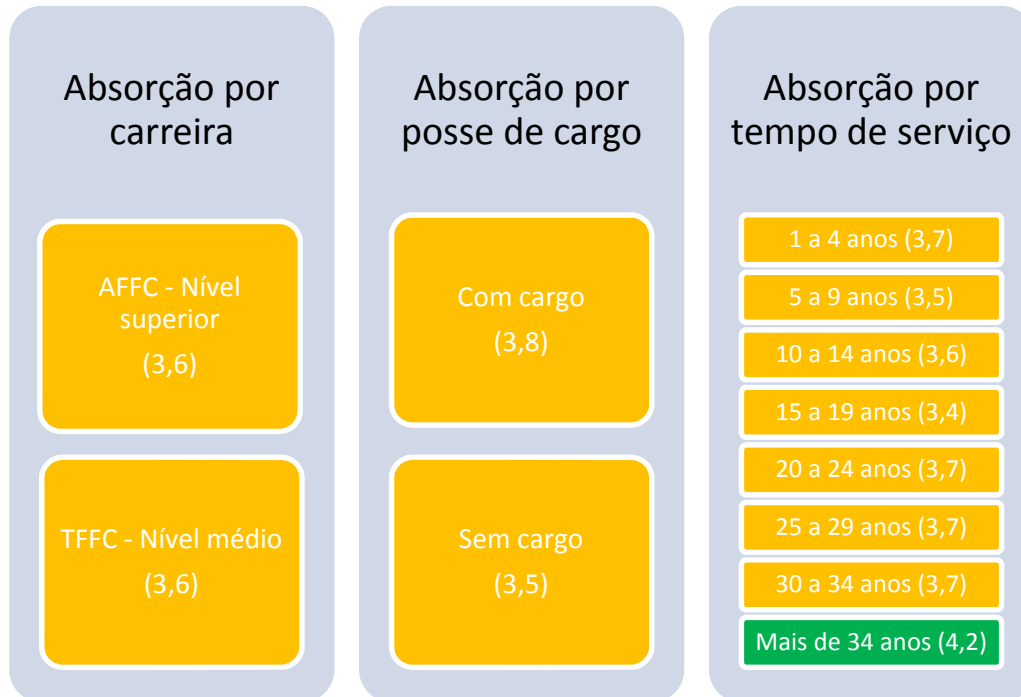 Absorção por
carreira
AFFC - Nível
superior
(3,6)
TFFC - Nível médio
(3,6)
Absorção por
posse de cargo
Com cargo
(3,8)
Sem cargo
(3,5)
Absorção por
tempo de serviço
1 a 4 anos (3,7)
5 a 9 anos (3,5)
10 a 14 anos (3,6)
15 a 19 anos (3,4)
20 a 24 anos (3,7)
25 a 29 anos (3,7)
30 a 34 anos (3,7)
Mais de 34 anos (4,2)